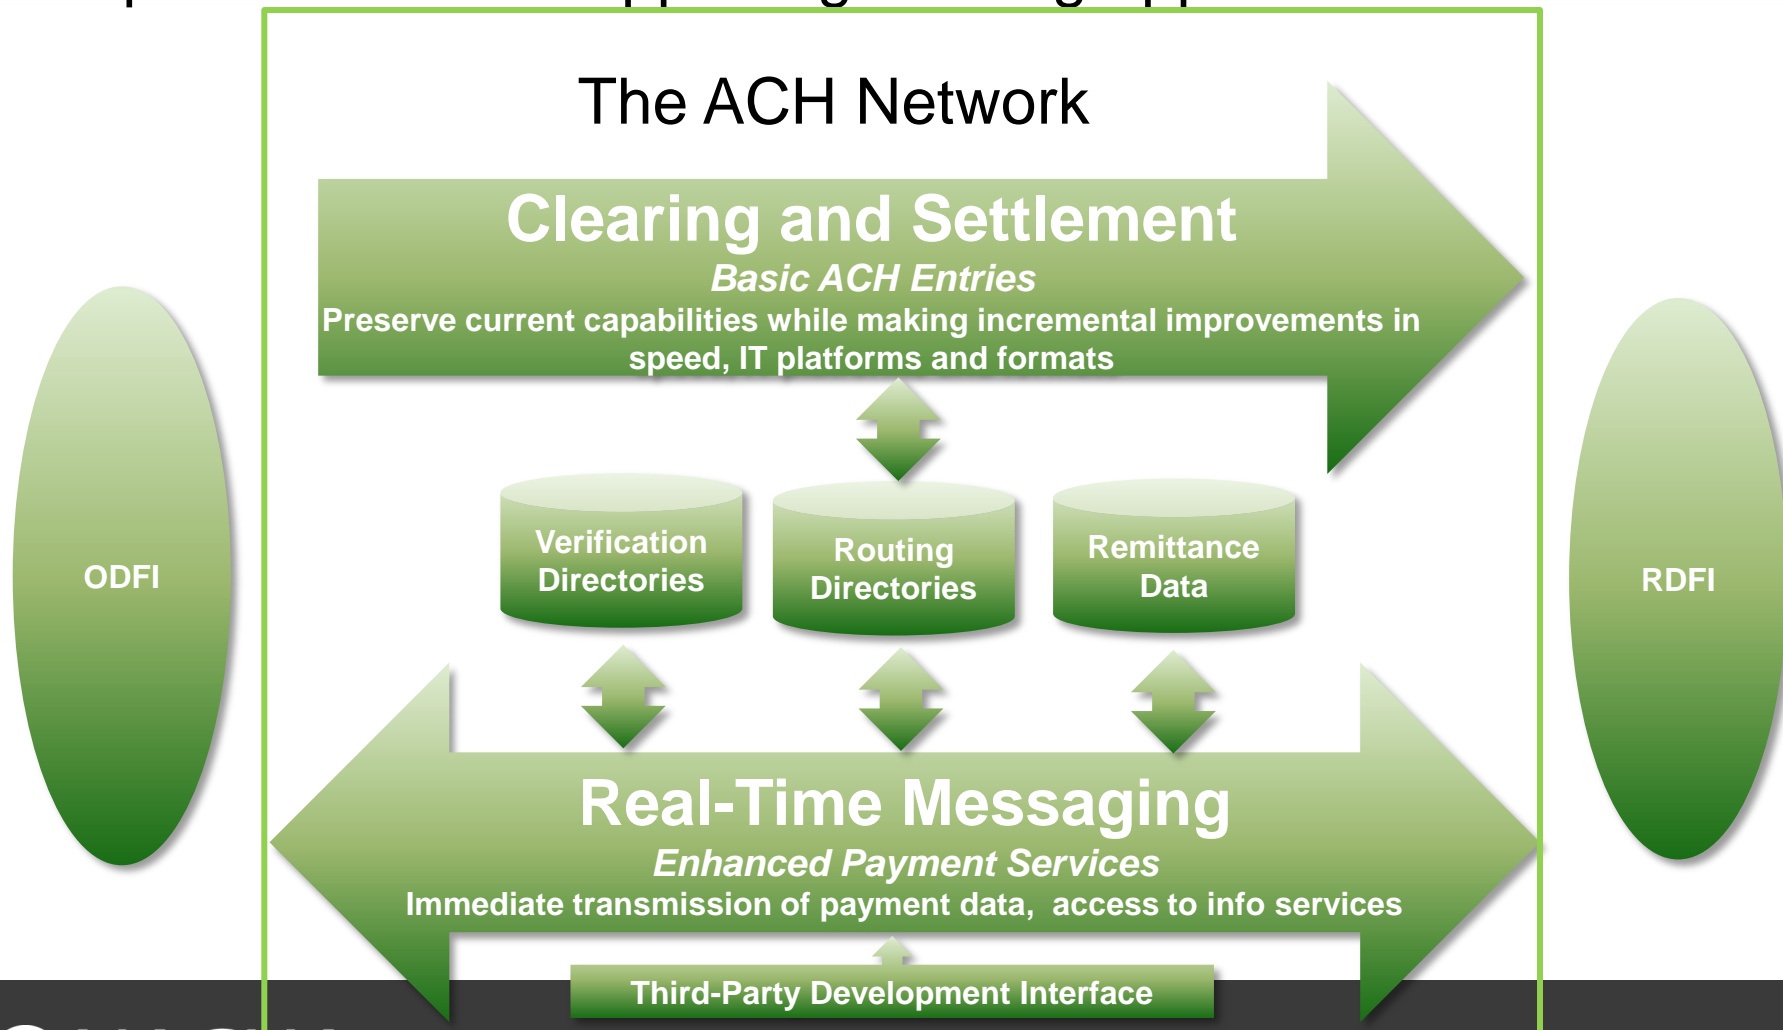 The ACH Network
Clearing and Settlement
Basic ACH Entries
Preserve current capabilities while making incremental improvements in
speed, IT platforms and formats
ODFI
Verification
Directories
Routing
Directories
Remittance
Data
RDFI
Real-Time Messaging
Enhanced Payment Services
Immediate transmission of payment data, access to info services
Third-Party Development Interface